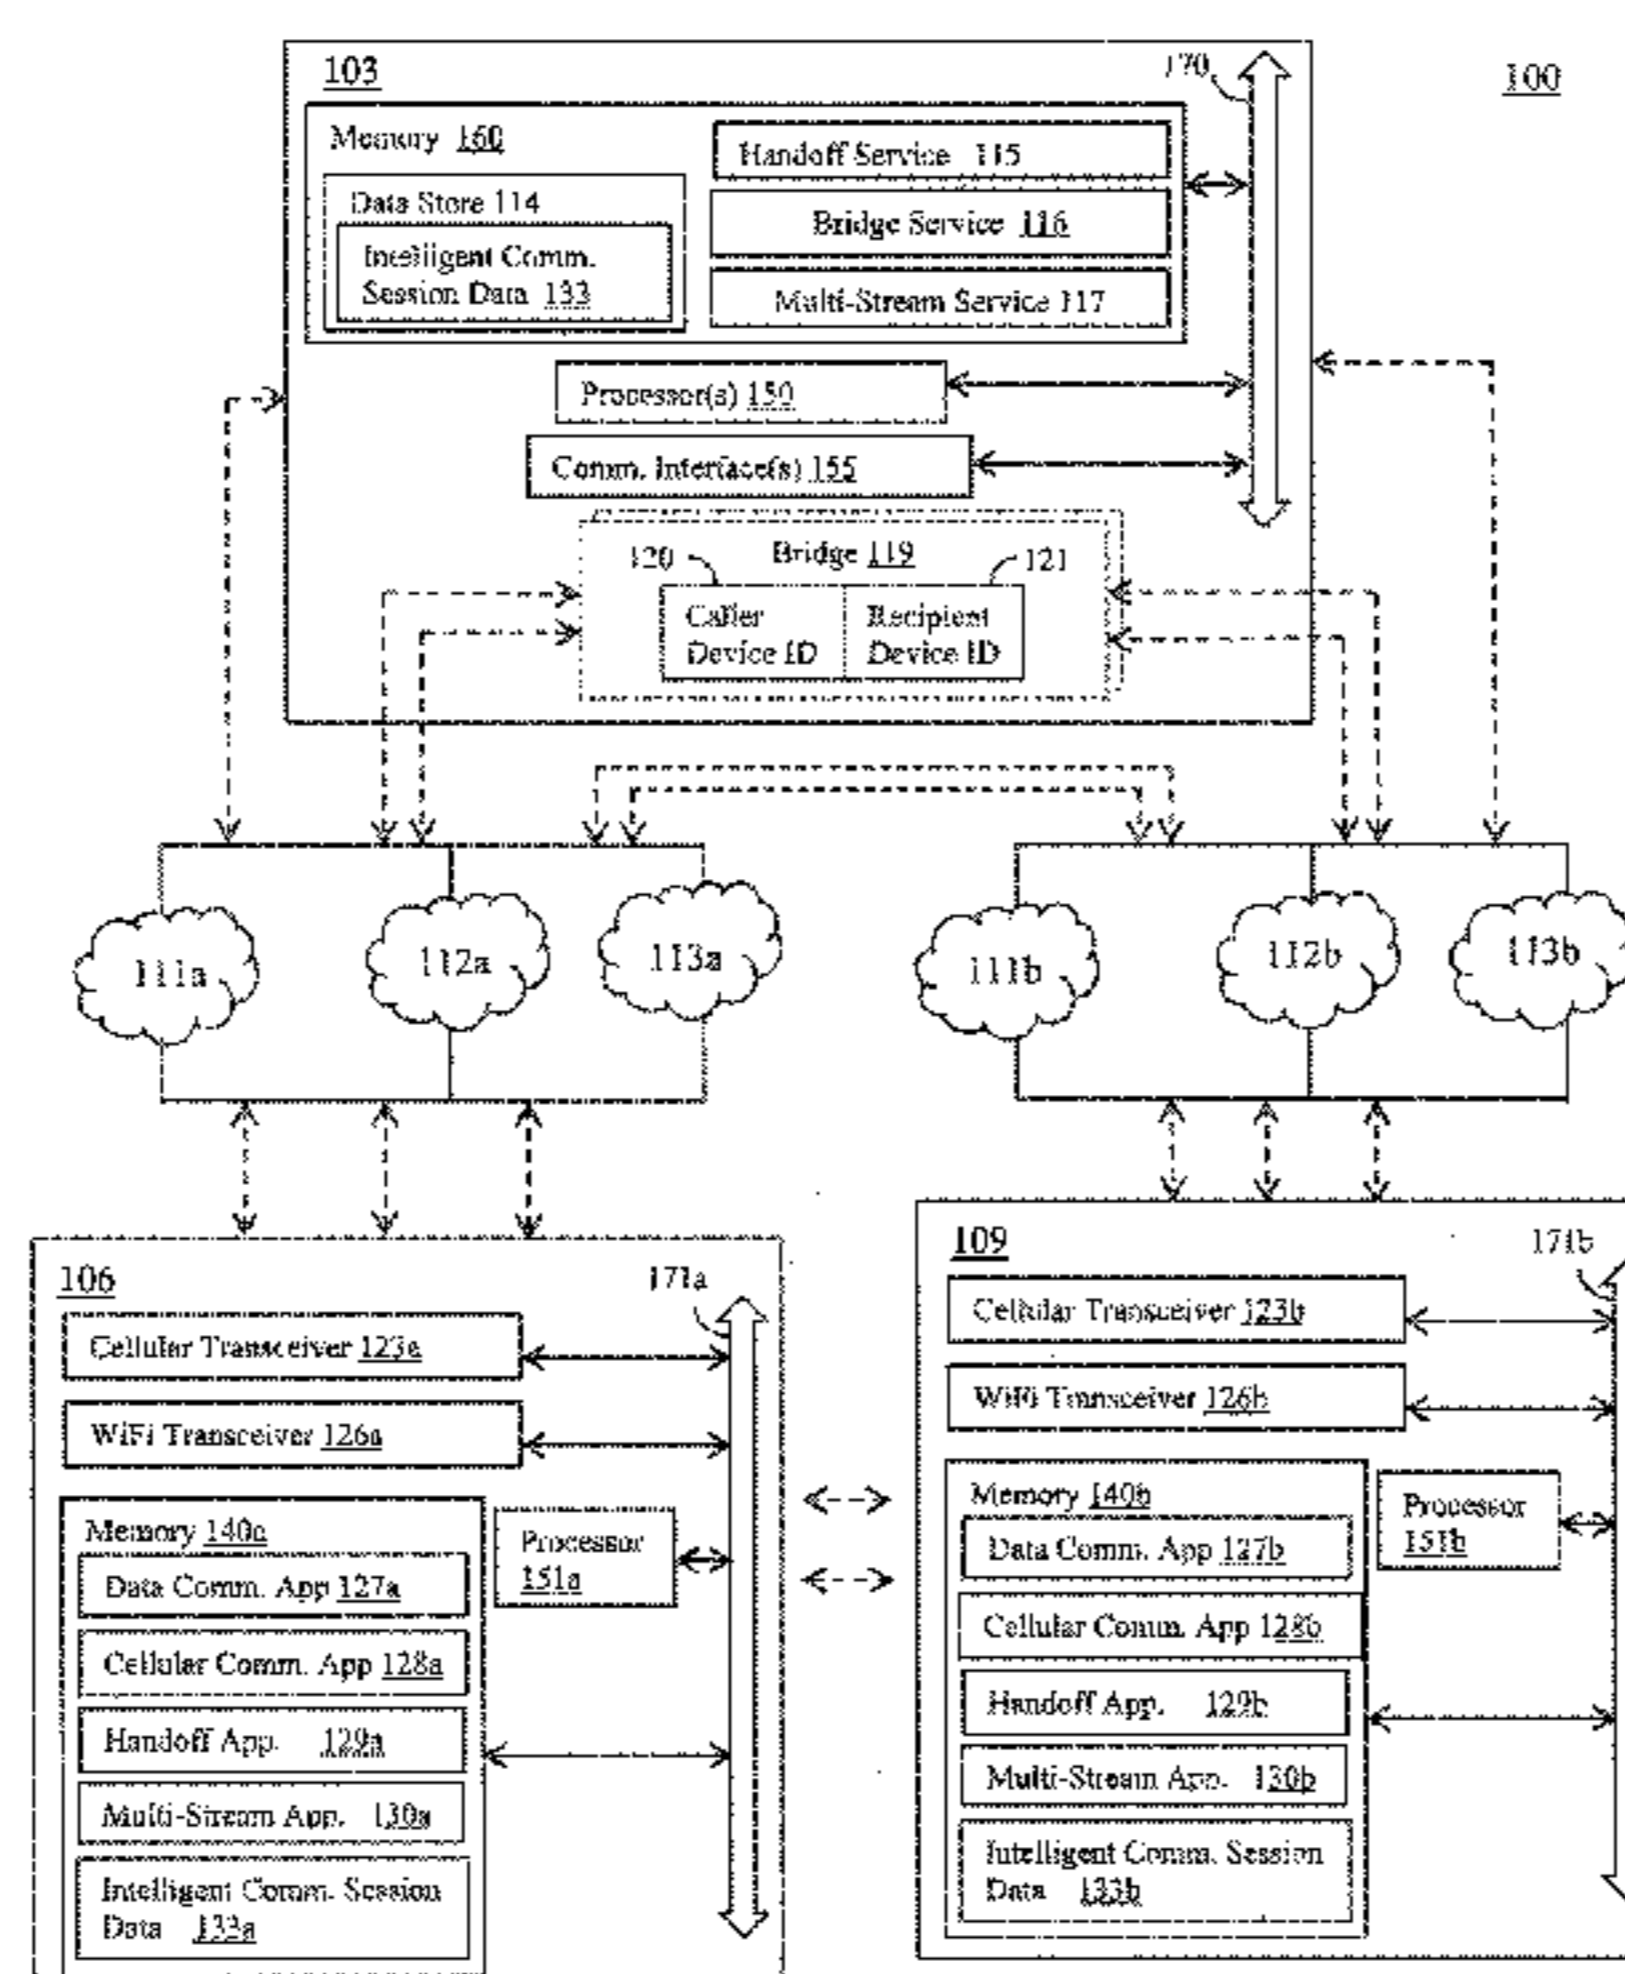 103
170
100
Memory 160
Handoff Service 115
Data Store 114
Bridge Service 116
Intelligent Comm.
Session Data 133
Multi-Stream Service 117
Processor(s) 150
Comm. Interface(s) 155
Bridge 119
120
121
Caller
Device ID
Recipient
Device ID
111a
112a
113a
111b
112b
113b
106
171a
Cellular Transceiver 123a
WiFi Transceiver 126a
Memory 140a
Processor
151a
Data Comm. App 127a
Cellular Comm. App 128a
Handoff App. 129a
Multi-Stream App. 130a
Intelligent Comm. Session
Data 133a
109
171b
Cellular Transceiver 123b
WiFi Transceiver 126b
Memory 140b
Processor
151b
Data Comm. App 127b
Cellular Comm. App 128b
Handoff App. 129b
Multi-Stream App. 130b
Intelligent Comm. Session
Data 133b